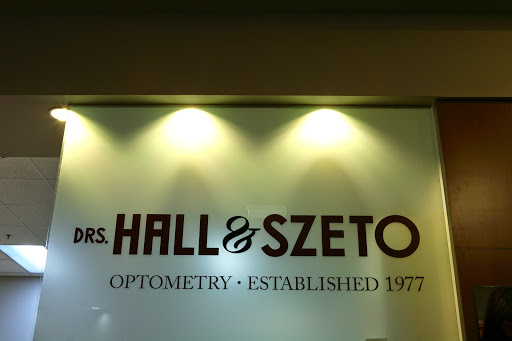 DRS. HALL & SZETO
OPTOMETRY · ESTABLISHED 1977